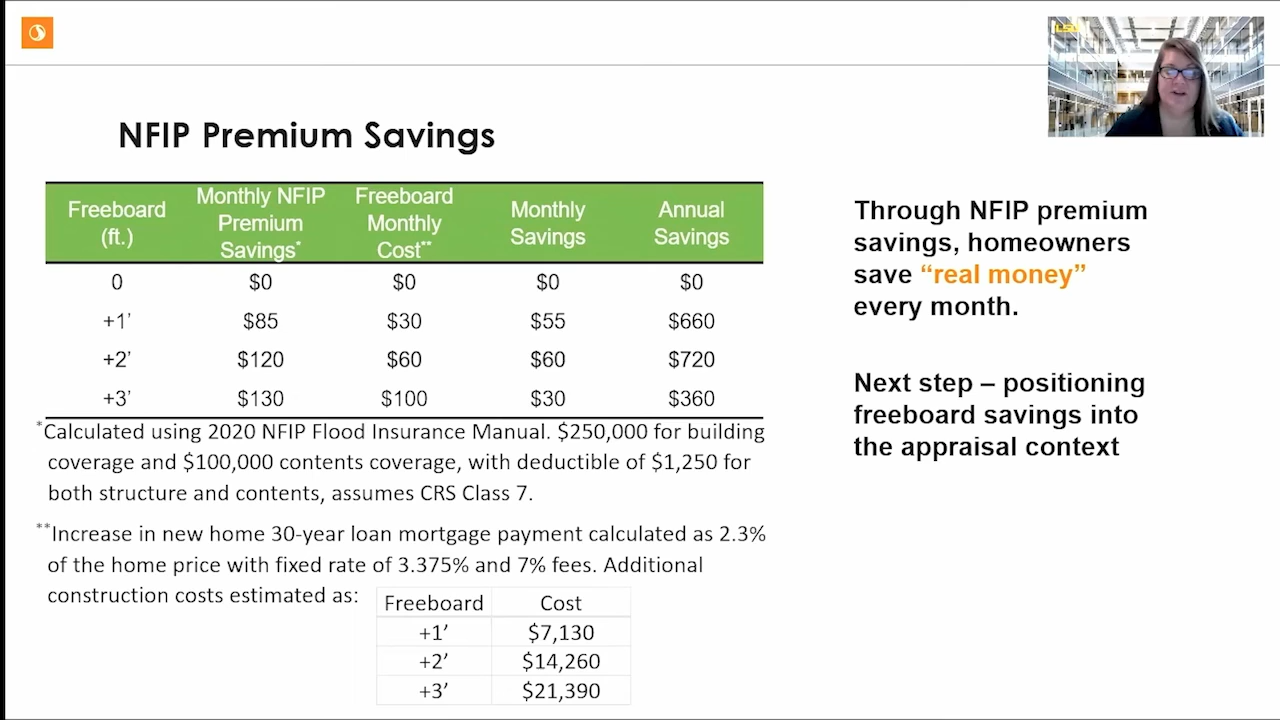 LSU
NFIP Premium Savings
Freeboard (ft.) Monthly NFIP Premium Savings* Freeboard Monthly Cost** Monthly Savings Annual Savings
0 $0 $0 $0 $0
+1’ $85 $30 $55 $660
+2’ $120 $60 $60 $720
+3’ $130 $100 $30 $360
*Calculated using 2020 NFIP Flood Insurance Manual. $250,000 for building
coverage and $100,000 contents coverage, with deductible of $1,250 for
both structure and contents, assumes CRS Class 7.
**Increase in new home 30-year loan mortgage payment calculated as 2.3%
of the home price with fixed rate of 3.375% and 7% fees. Additional
construction costs estimated as:
Freeboard Cost
+1’ $7,130
+2’ $14,260
+3’ $21,390
Through NFIP premium
savings, homeowners
save “real money”
every month.
Next step – positioning
freeboard savings into
the appraisal context